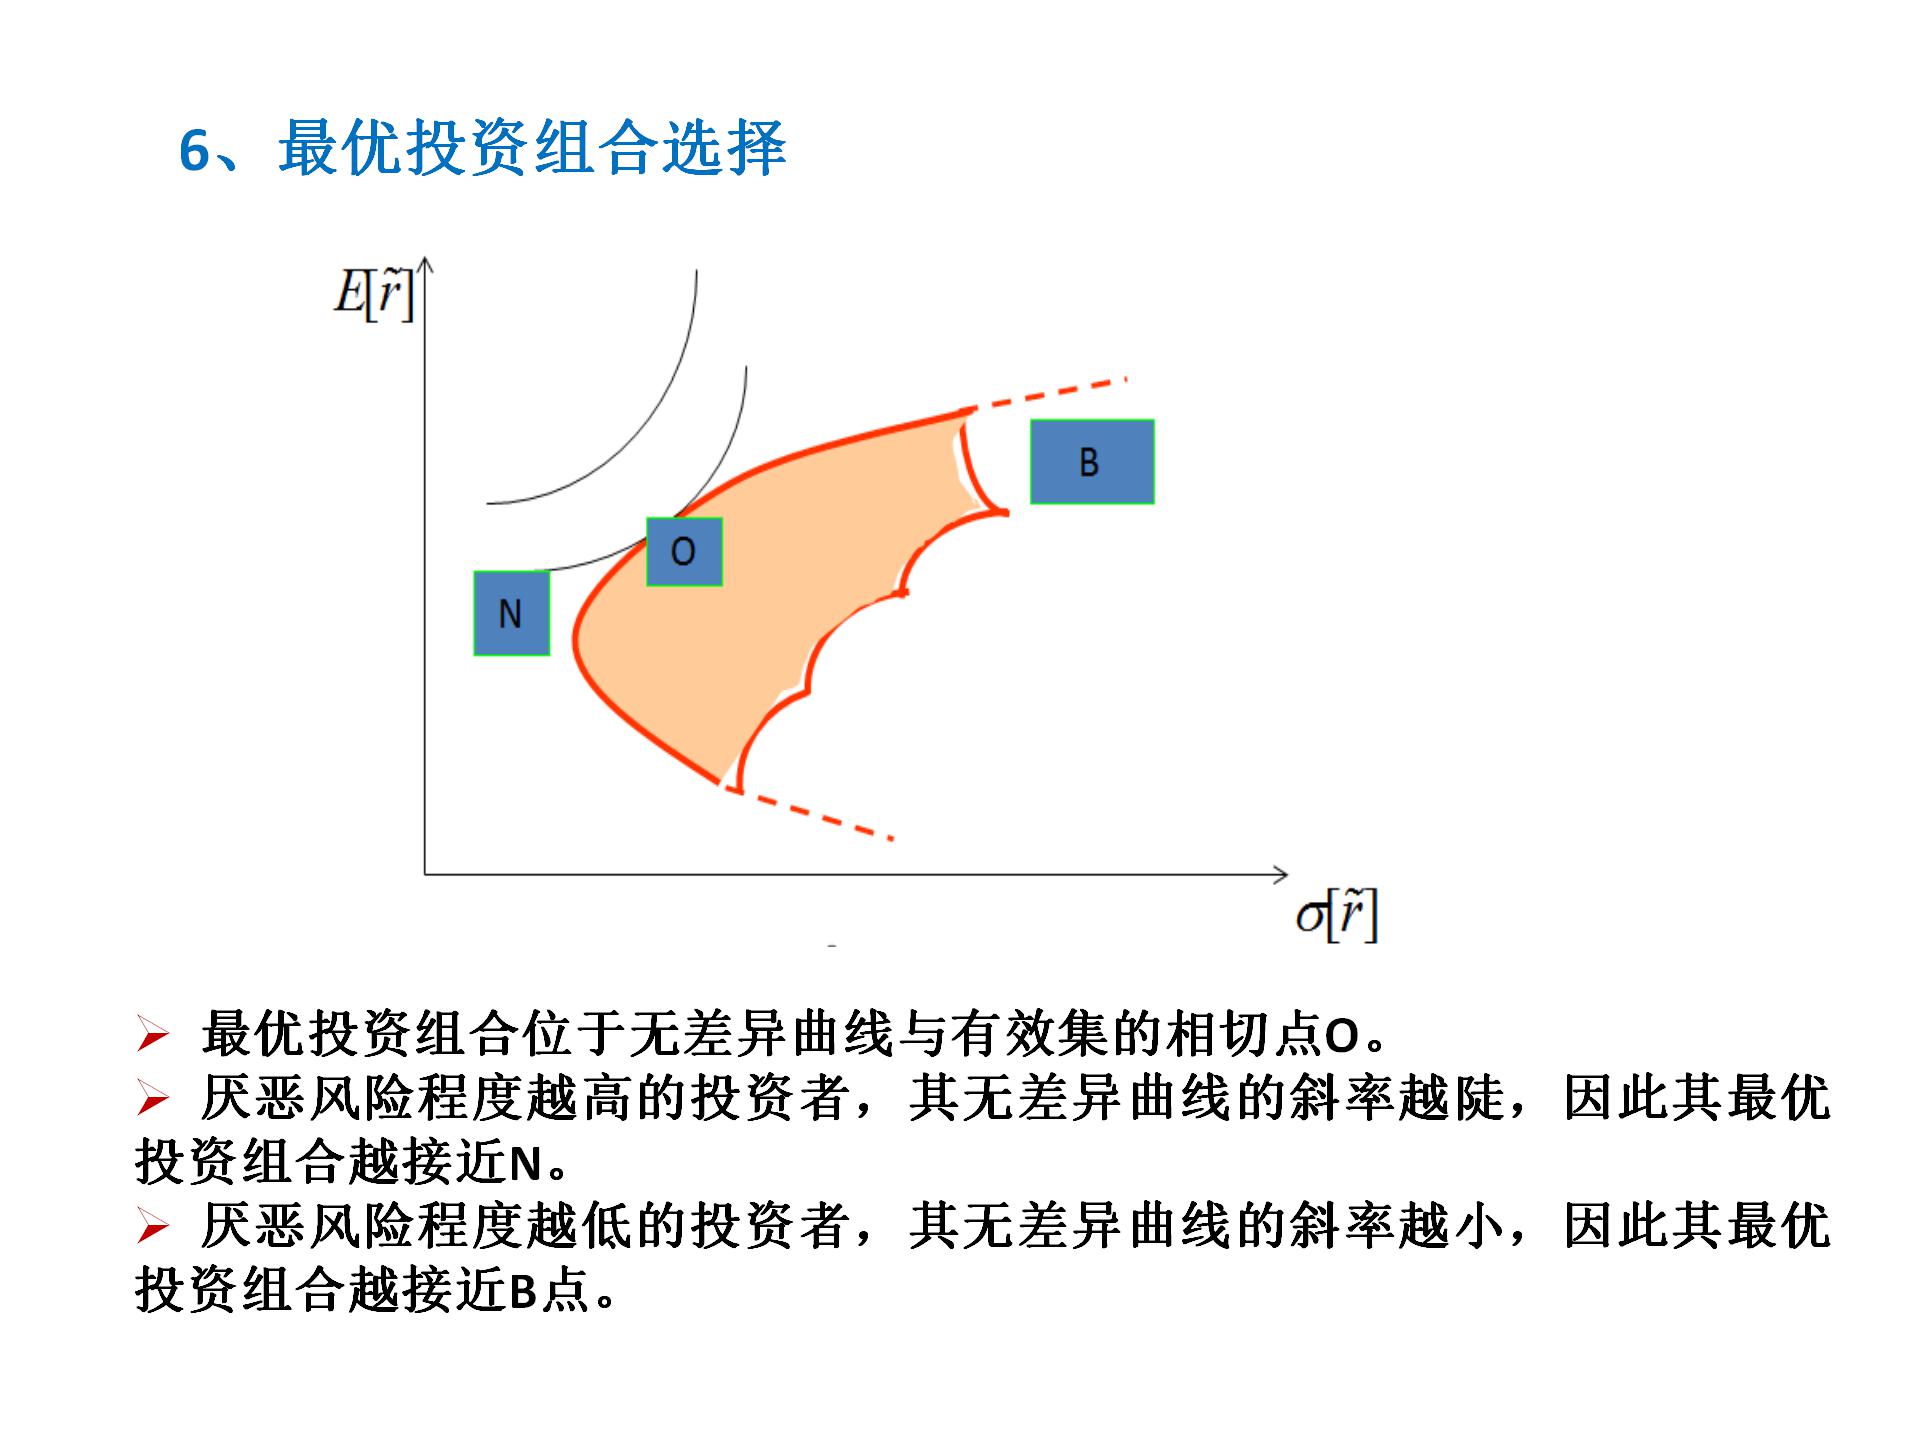 6、最优投资组合选择
E[r̃]
B
O
N
σ[r̃]
➢ 最优投资组合位于无差异曲线与有效集的相切点O。
➢ 厌恶风险程度越高的投资者，其无差异曲线的斜率越陡，因此其最优
投资组合越接近N。
➢ 厌恶风险程度越低的投资者，其无差异曲线的斜率越小，因此其最优
投资组合越接近B点。